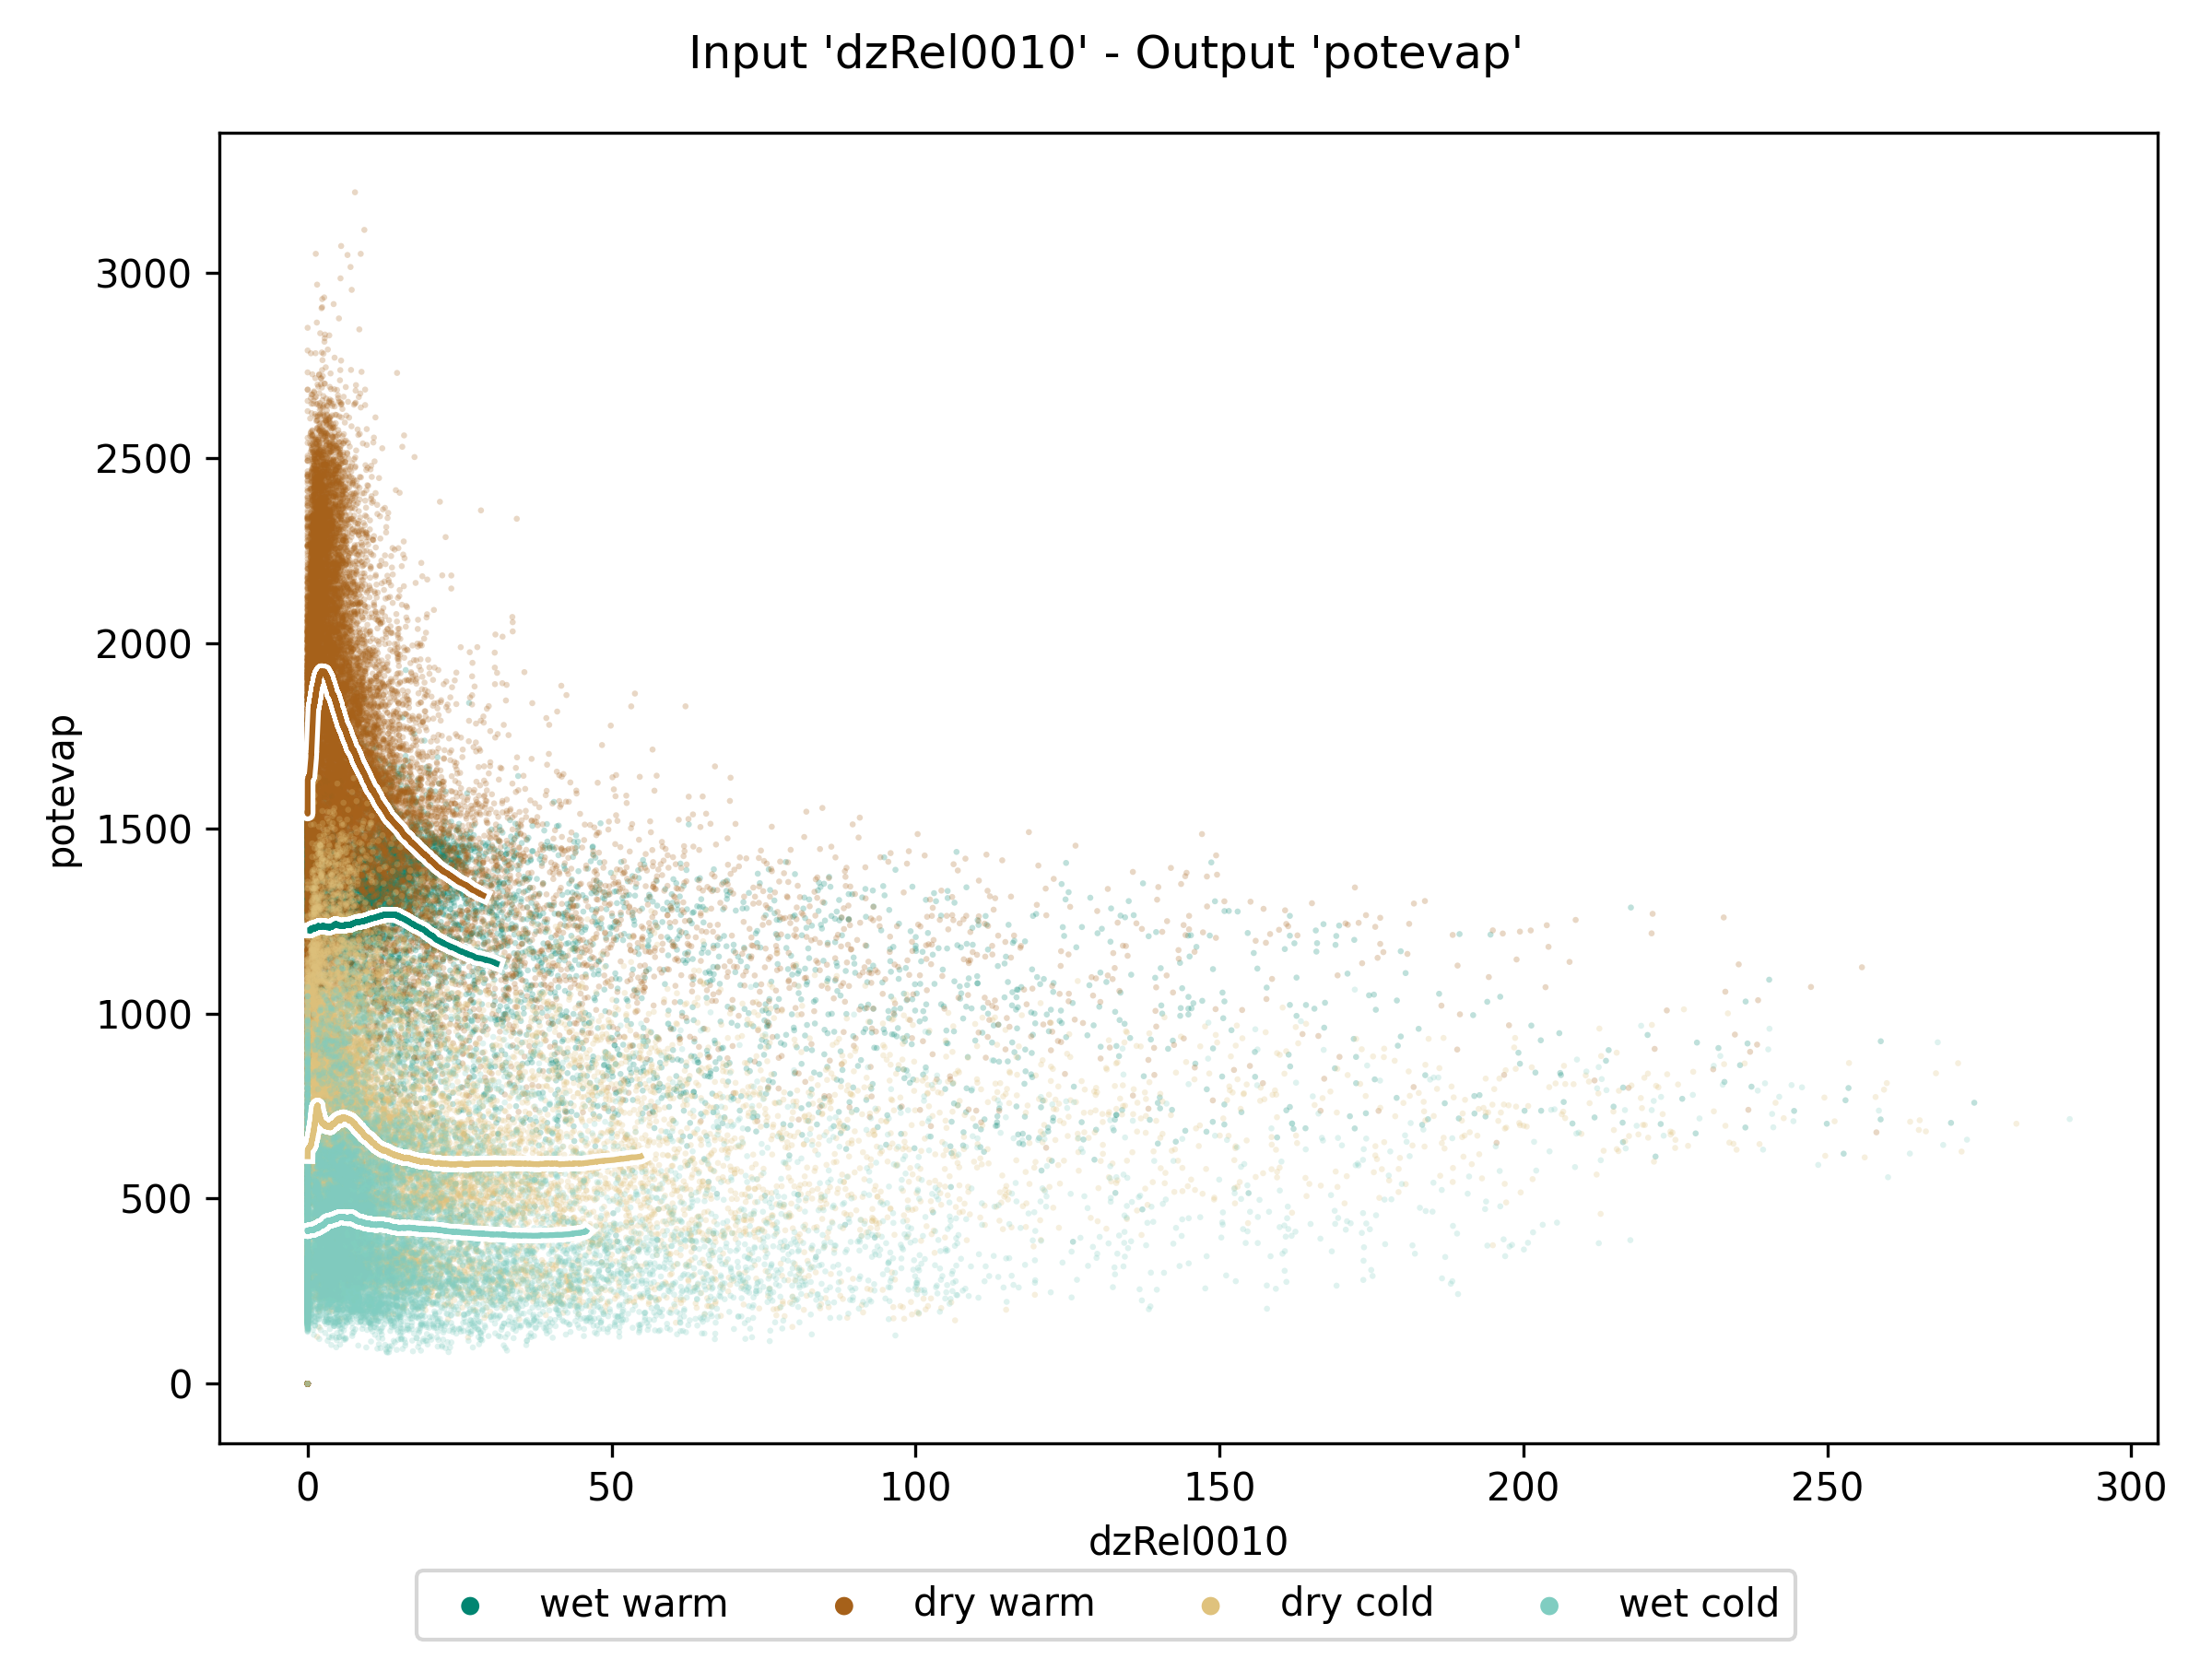 Input 'dzRel0010' - Output 'potevap'
3000
2500
2000
1500
1000
500
0
potevap
0 50 100 150 200 250 300
dzRel0010
wet warm dry warm dry cold wet cold